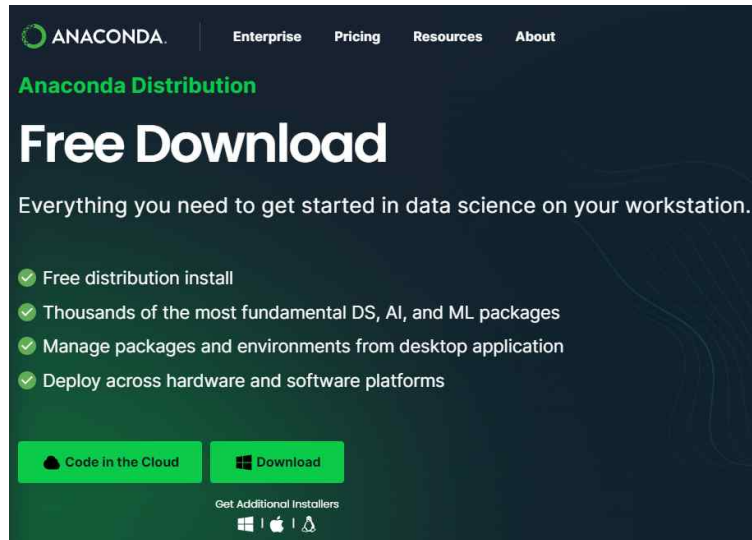 ANACONDA. Enterprise Pricing Resources About
Anaconda Distribution
Free Download
Everything you need to get started in data science on your workstation.
Free distribution install
Thousands of the most fundamental DS, AI, and ML packages
Manage packages and environments from desktop application
Deploy across hardware and software platforms
Code in the Cloud Download
Get Additional Installers